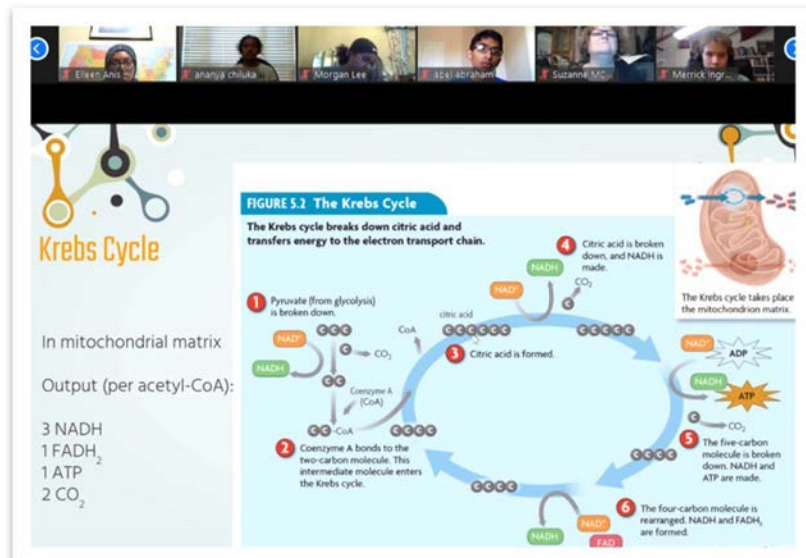 Elleen Anis
ananya chiluka
Morgan Lee
abel abraham
Suzanne MC...
Merrick Ingr...
Krebs Cycle
In mitochondrial matrix
Output (per acetyl-CoA):
3 NADH
1 FADH2
1 ATP
2 CO2
FIGURE 5.2 The Krebs Cycle
The Krebs cycle breaks down citric acid and
transfers energy to the electron transport chain.
1 Pyruvate (from glycolysis)
is broken down.
NAD+
NADH
C C C
C
CO2
C C
Coenzyme A
(CoA)
C C -CoA
2 Coenzyme A bonds to the
two-carbon molecule. This
intermediate molecule enters
the Krebs cycle.
C C C C
CoA
citric acid
C C C C C C
3 Citric acid is formed.
4 Citric acid is broken
down, and NADH is
made.
NAD+
NADH
C
CO2
C C C C C
The Krebs cycle takes place
the mitochondrion matrix.
NAD+
ADP
NADH
ATP
C
CO2
5 The five-carbon
molecule is broken
down. NADH and
ATP are made.
C C C C
6 The four-carbon molecule is
rearranged. NADH and FADH2
are formed.
C C C C
NADH
NAD+
FAD